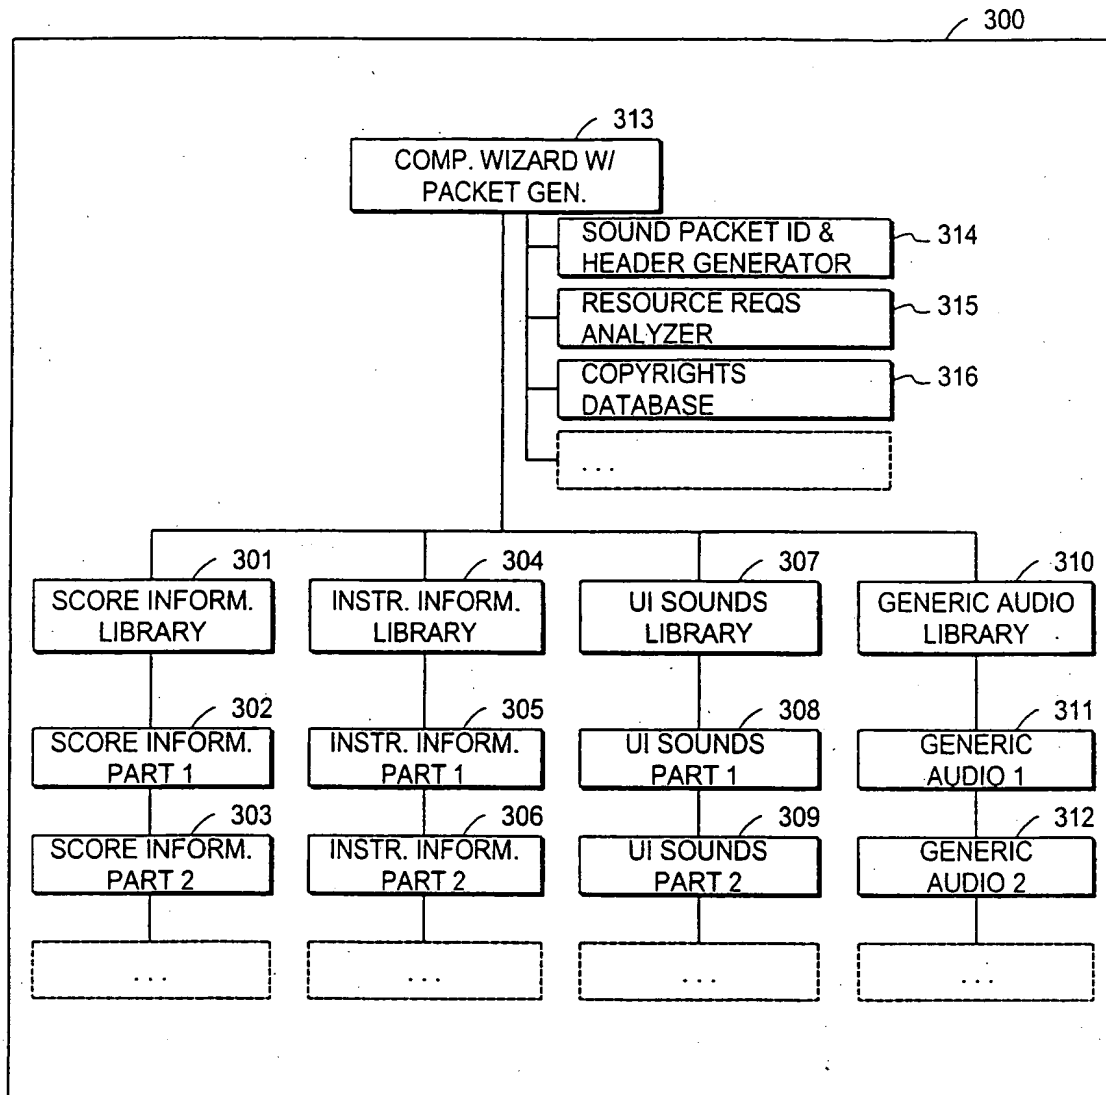 300
313
COMP. WIZARD W/
PACKET GEN.
SOUND PACKET ID &
HEADER GENERATOR
314
RESOURCE REQS
ANALYZER
315
COPYRIGHTS
DATABASE
316
. . .
301
SCORE INFORM.
LIBRARY
304
INSTR. INFORM.
LIBRARY
307
UI SOUNDS
LIBRARY
310
GENERIC AUDIO
LIBRARY
302
SCORE INFORM.
PART 1
305
INSTR. INFORM.
PART 1
308
UI SOUNDS
PART 1
311
GENERIC
AUDIO 1
303
SCORE INFORM.
PART 2
306
INSTR. INFORM.
PART 2
309
UI SOUNDS
PART 2
312
GENERIC
AUDIO 2
. . .
. . .
. . .
. . .